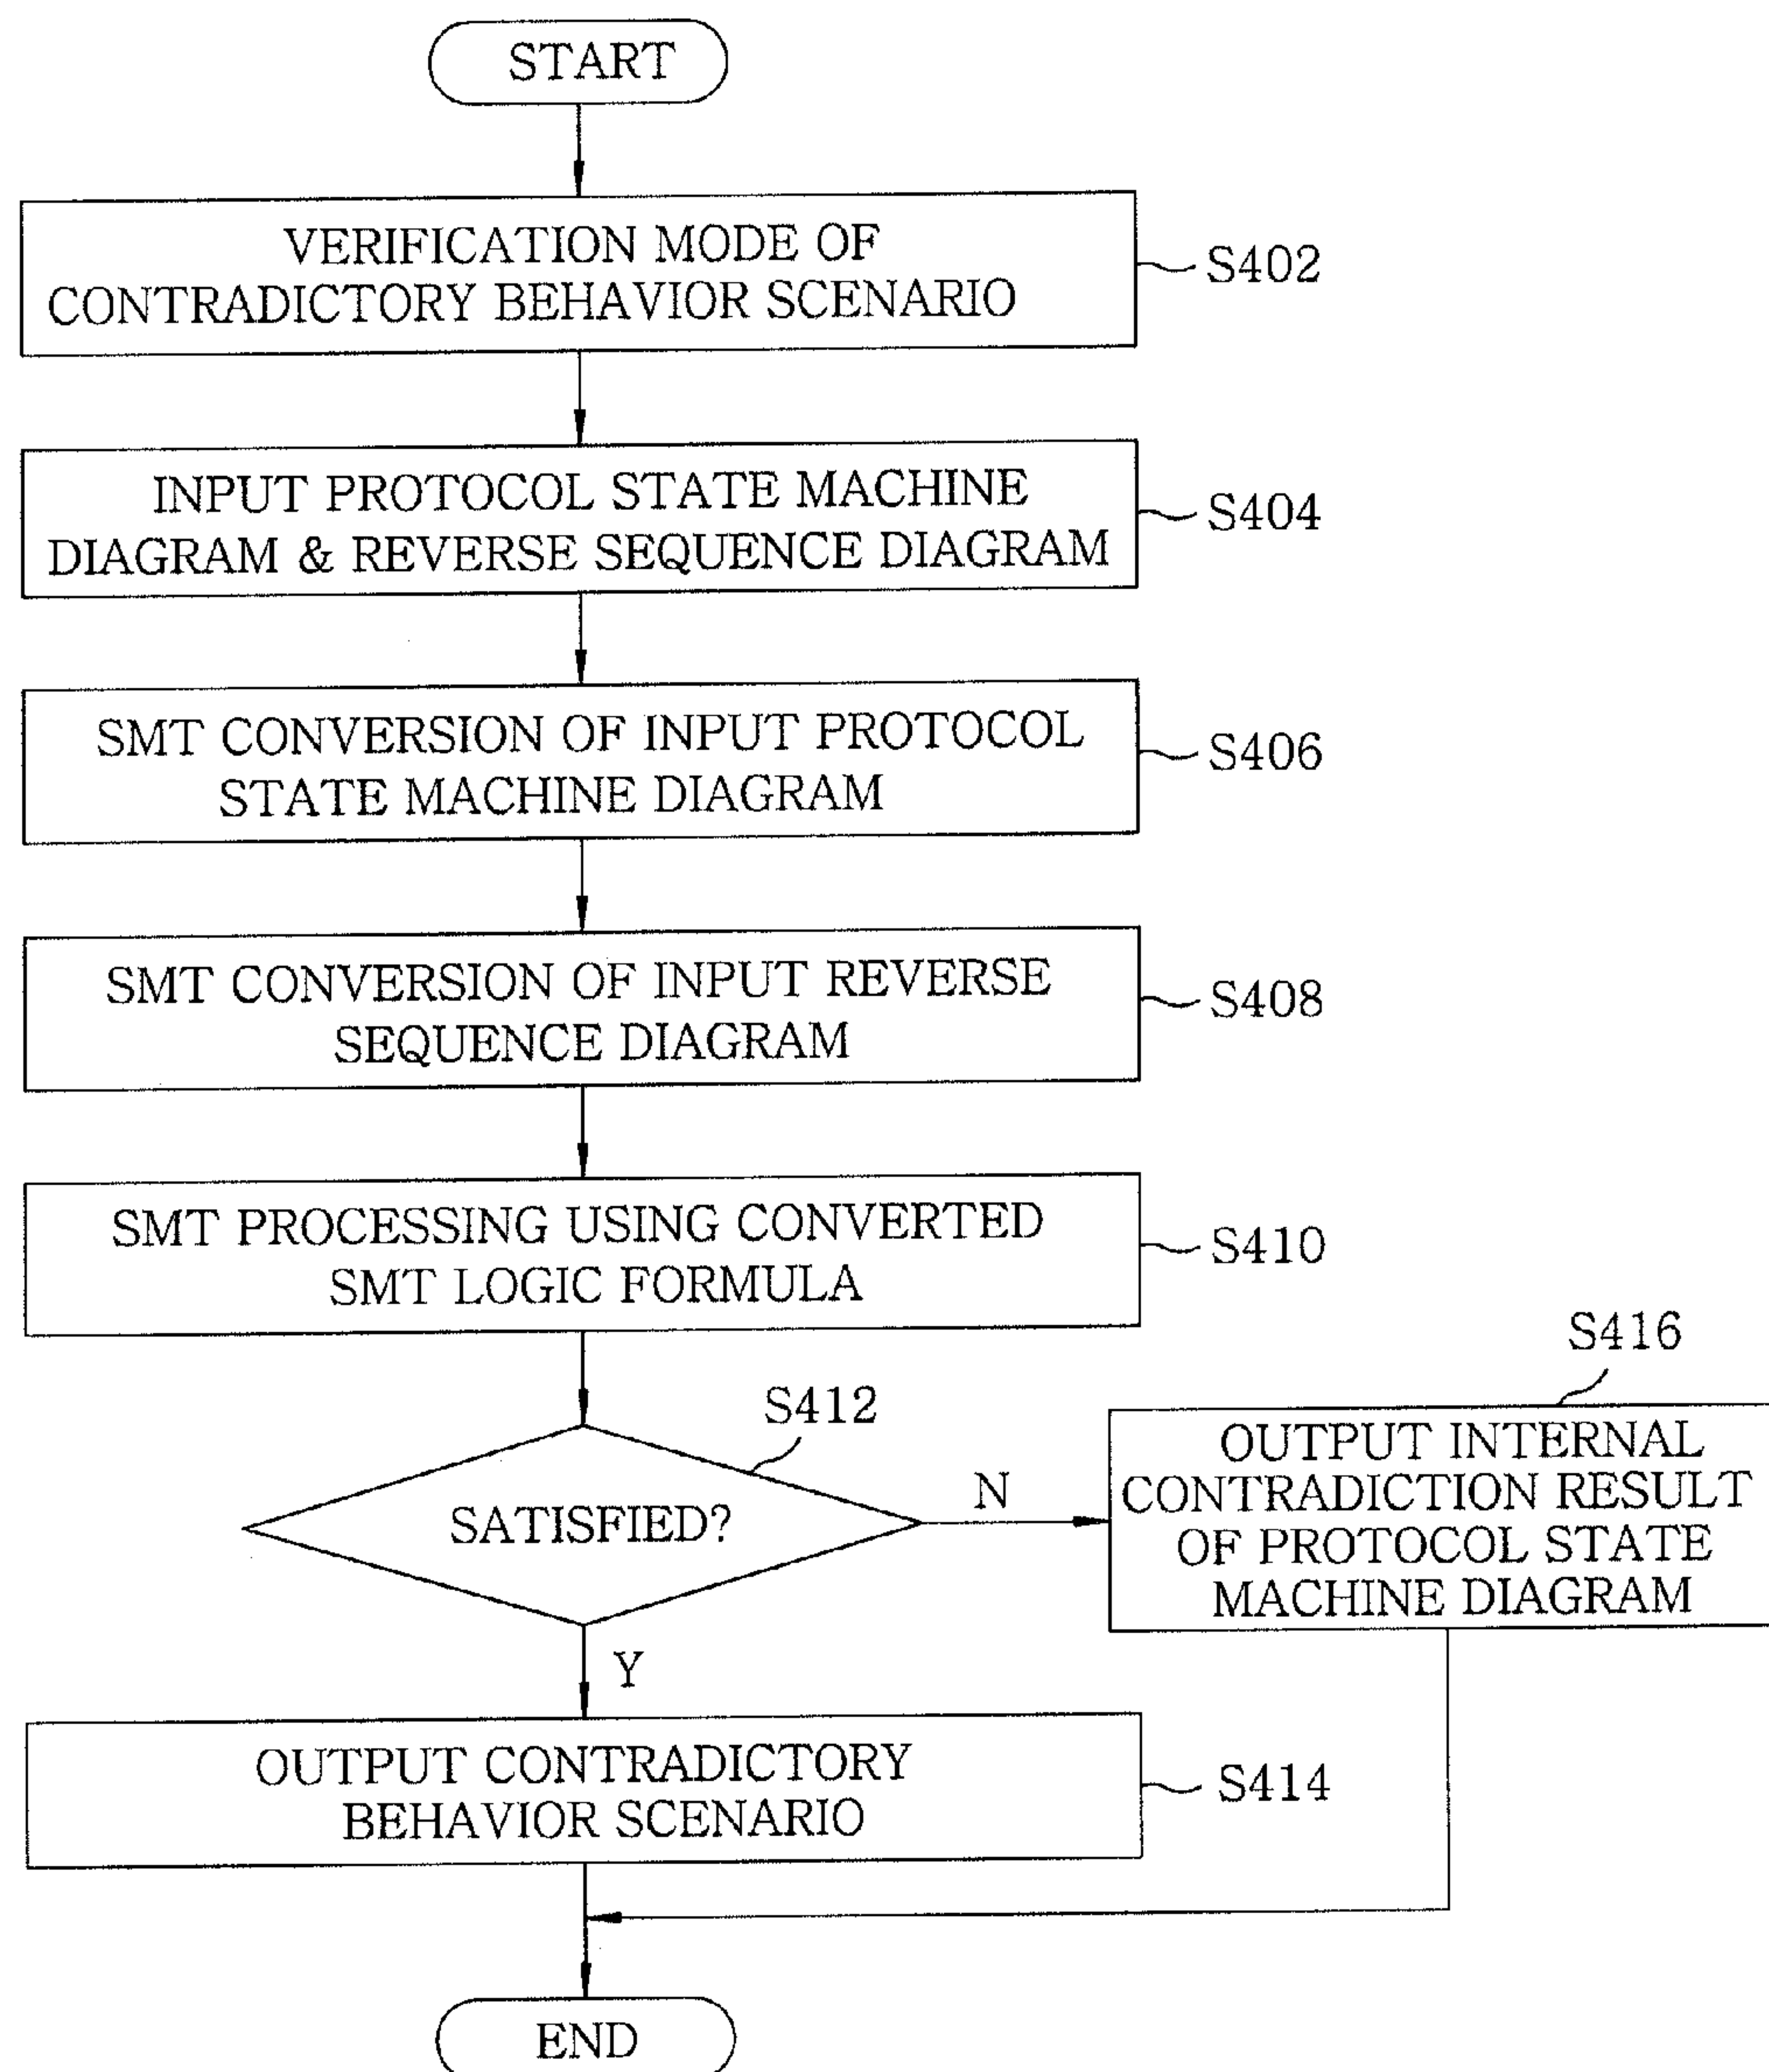 START
VERIFICATION MODE OF
CONTRADICTORY BEHAVIOR SCENARIO
S402
INPUT PROTOCOL STATE MACHINE
DIAGRAM & REVERSE SEQUENCE DIAGRAM
S404
SMT CONVERSION OF INPUT PROTOCOL
STATE MACHINE DIAGRAM
S406
SMT CONVERSION OF INPUT REVERSE
SEQUENCE DIAGRAM
S408
SMT PROCESSING USING CONVERTED
SMT LOGIC FORMULA
S410
S412
SATISFIED?
N
S416
OUTPUT INTERNAL
CONTRADICTION RESULT
OF PROTOCOL STATE
MACHINE DIAGRAM
Y
OUTPUT CONTRADICTORY
BEHAVIOR SCENARIO
S414
END